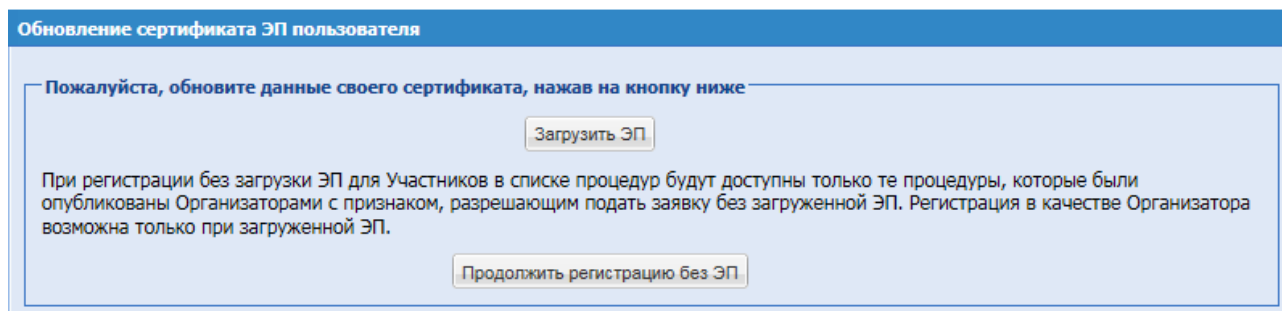 Обновление сертификата ЭП пользователя
Пожалуйста, обновите данные своего сертификата, нажав на кнопку ниже
Загрузить ЭП
При регистрации без загрузки ЭП для Участников в списке процедур будут доступны только те процедуры, которые были
опубликованы Организаторами с признаком, разрешающим подать заявку без загруженной ЭП. Регистрация в качестве Организатора
возможна только при загруженной ЭП.
Продолжить регистрацию без ЭП